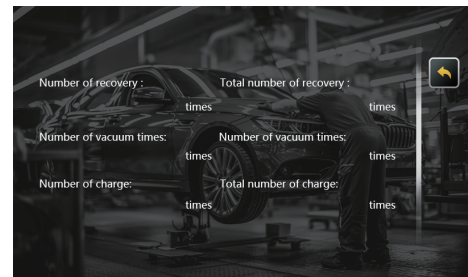 Number of recovery : Total number of recovery :
times times
Number of vacuum times: Number of vacuum times:
times times
Number of charge: Total number of charge:
times times